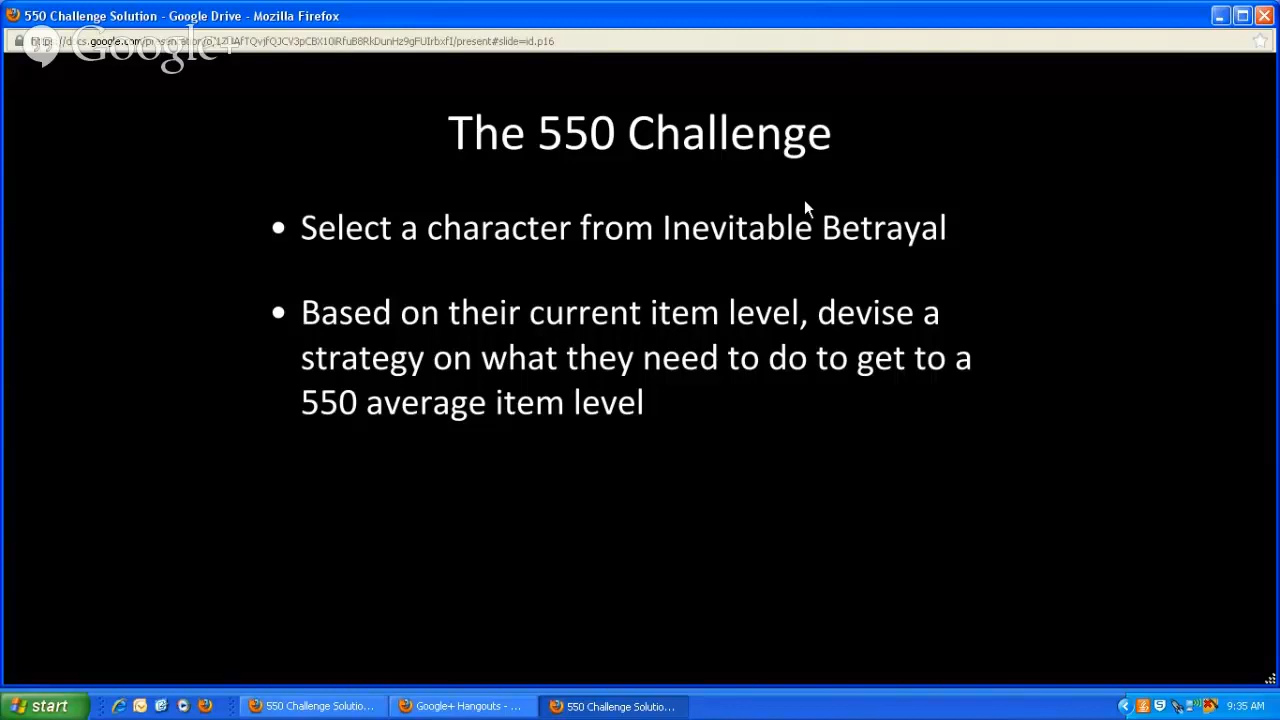 550 Challenge Solution - Google Drive - Mozilla Firefox
Google+
The 550 Challenge
• Select a character from Inevitable Betrayal
• Based on their current item level, devise a
strategy on what they need to do to get to a
550 average item level
start
550 Challenge Solutio...
Google+ Hangouts - ...
550 Challenge Solutio...
9:35 AM